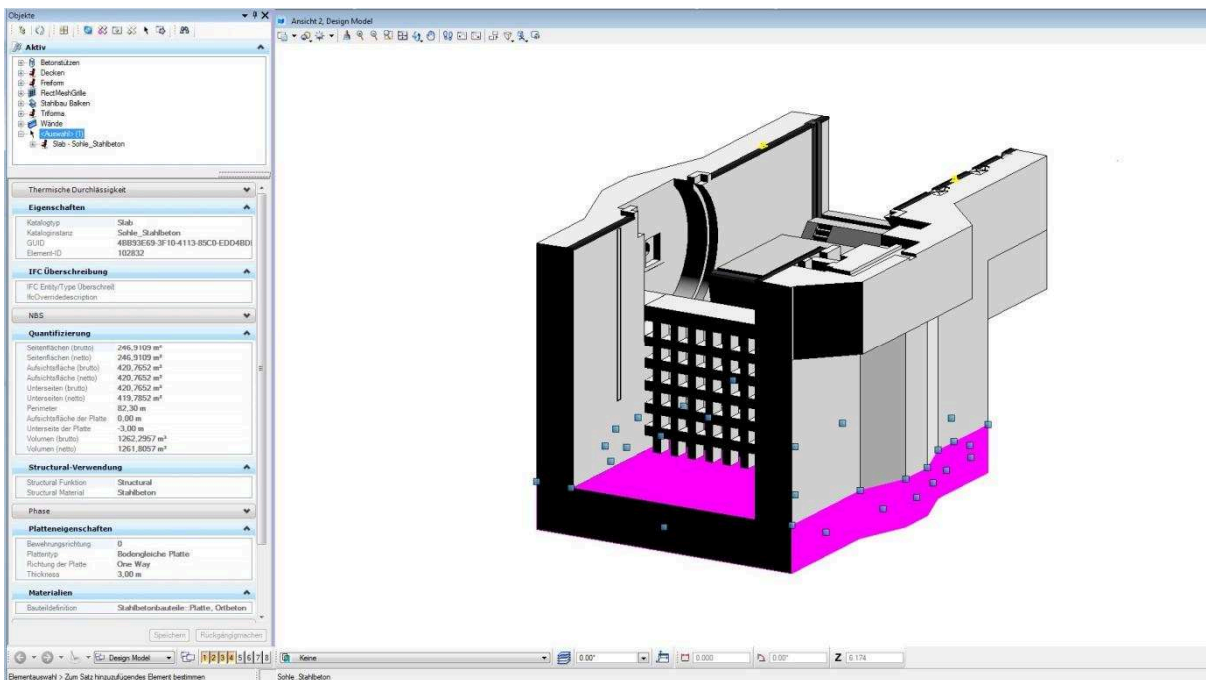 Objekte
Ansicht 2, Design Model
Aktiv
Betonstützen
Decken
Freiform
RectMeshGrille
Stahlbau Balken
Triforma
Wände
<Auswahl> (1)
Slab - Sohle_Stahlbeton
Thermische Durchlässigkeit
Eigenschaften
Katalogtyp Slab
Kataloginstanz Sohle_Stahlbeton
GUID 4BB93E69-3F10-4113-85C0-EDD4BD
Element-ID 102832
IFC Überschreibung
IFC Entity/Type Überschreil
IfcOverridedescription
NBS
Quantifizierung
Seitenflächen (brutto) 246,9109 m²
Seitenflächen (netto) 246,9109 m²
Aufsichtsfläche (brutto) 420,7652 m²
Aufsichtsfläche (netto) 420,7652 m²
Unterseiten (brutto) 420,7652 m²
Unterseiten (netto) 419,7852 m²
Perimeter 82,30 m
Aufsichtsfläche der Platte 0,00 m
Unterseite der Platte -3,00 m
Volumen (brutto) 1262,2957 m³
Volumen (netto) 1261,8057 m³
Structural-Verwendung
Structural Funktion Structural
Structural Material Stahlbeton
Phase
Platteneigenschaften
Bewehrungsrichtung 0
Plattentyp Bodengleiche Platte
Richtung der Platte One Way
Thickness 3,00 m
Materialien
Bauteildefinition Stahlbetonbauteile::Platte, Ortbeton
Speichern Rückgängigmachen
Design Model 1 2 3 4 5 6 7 8 Keine 0.00° 0.000 0.00° Z 6.174
Elementauswahl > Zum Satz hinzuzufügendes Element bestimmen Sohle_Stahlbeton